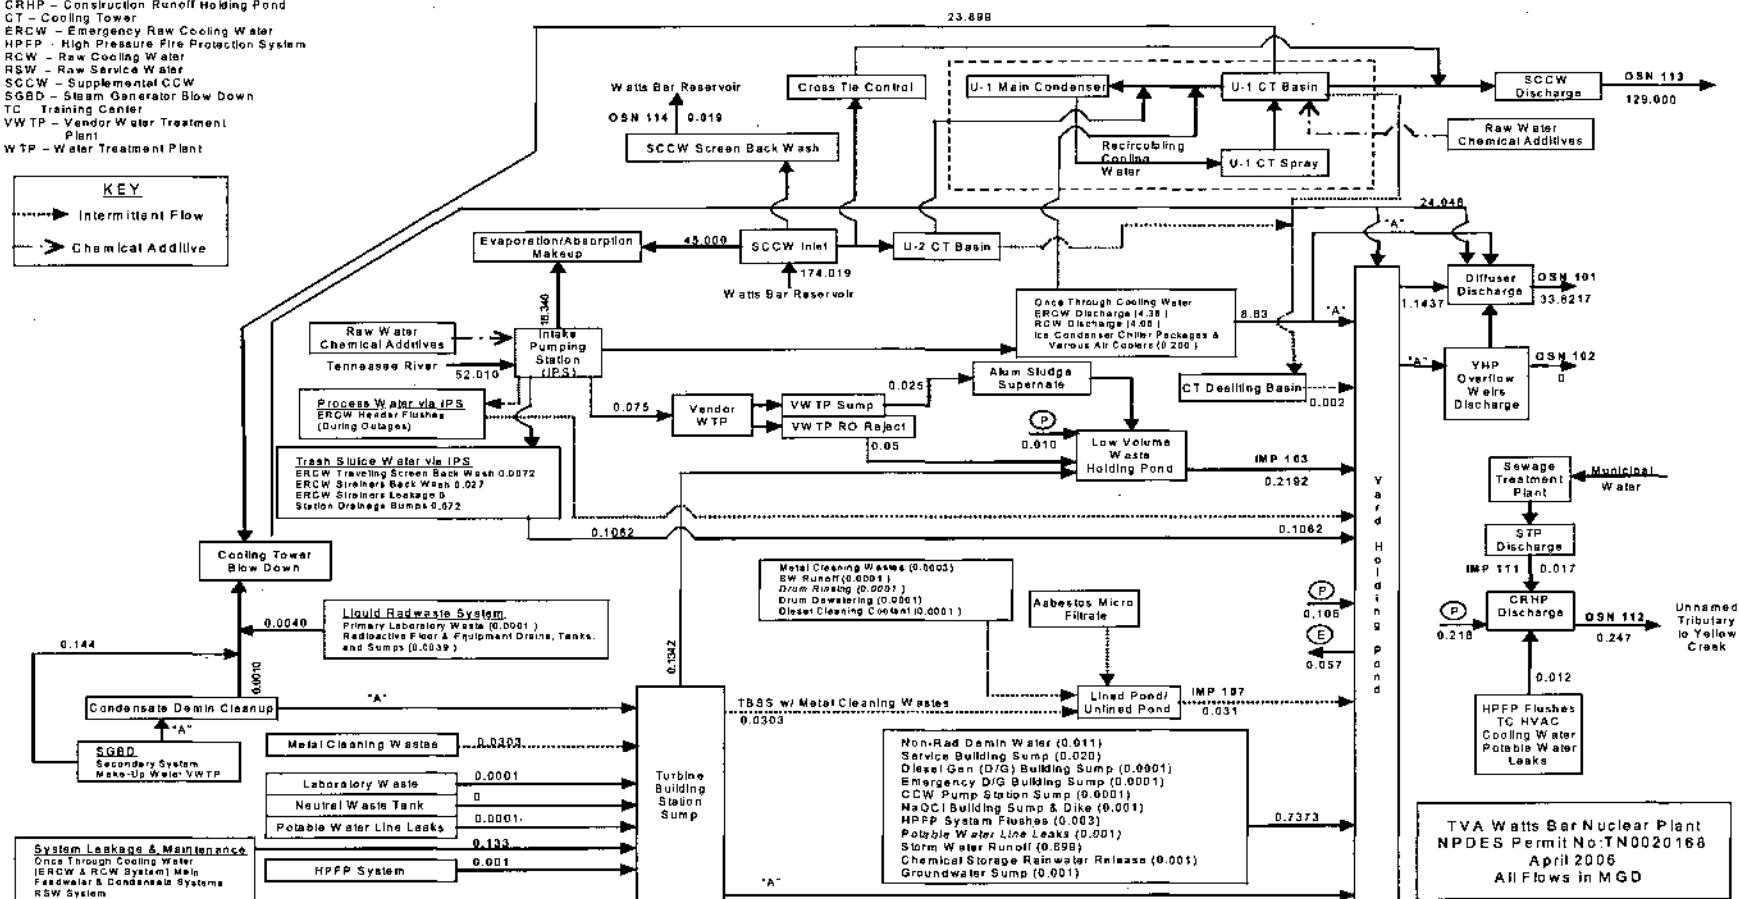 CRHP – Construction Runoff Holding Pond
CT – Cooling Tower
ERCW – Emergency Raw Cooling Water
HPFP - High Pressure Fire Protection System
RCW – Raw Cooling Water
RSW – Raw Service Water
SCCW – Supplemental CCW
SGBD – Steam Generator Blow Down
TC Training Center
VWTP – Vendor Water Treatment
Plant
WTP – Water Treatment Plant
KEY
Intermittent Flow
Chemical Additive
23.898
Watts Bar Reservoir
OSN 114
0.019
SCCW Screen Back Wash
Cross Tie Control
U-1 Main Condenser
U-1 CT Basin
Recirculating
Cooling
Water
U-1 CT Spray
SCCW
Discharge
OSN 113
129.000
Raw Water
Chemical Additives
24.048
"A"
Evaporation/Absorption
Makeup
45.000
SCCW Inlet
174.019
Watts Bar Reservoir
U-2 CT Basin
Diffuser
Discharge
OSN 101
33.8217
1.1437
Once Through Cooling Water
ERCW Discharge (4.38)
RCW Discharge (4.00)
Ice Condenser Chiller Packages &
Various Air Coolers (0.200)
8.63
"A"
18.340
Raw Water
Chemical Additives
Tennessee River
52.010
Intake
Pumping
Station
(IPS)
"A"
YHP
Overflow
Weirs
Discharge
OSN 102
0
CT Desilting Basin
0.002
Process Water via IPS
ERCW Header Flushes
(During Outages)
0.075
Vendor
WTP
VWTP Sump
VWTP RO Reject
0.025
0.05
Alum Sludge
Supernate
P
0.010
Low Volume
Waste
Holding Pond
IMP 103
0.2192
Trash Sluice Water via IPS
ERCW Traveling Screen Back Wash 0.0072
ERCW Strainers Back Wash 0.027
ERCW Strainers Leakage 0
Station Drainage Sumps 0.072
0.1062
0.1062
Yard Holding Pond
Sewage
Treatment
Plant
Municipal
Water
STP
Discharge
IMP 111
0.017
CRHP
Discharge
P
0.218
OSN 112
0.247
Unnamed
Tributary
to Yellow
Creek
0.012
HPFP Flushes
TC HVAC
Cooling Water
Potable Water
Leaks
Cooling Tower
Blow Down
Metal Cleaning Wastes (0.0003)
SW Runoff (0.0001)
Drum Rinsing (0.0001)
Drum Dewatering (0.0001)
Diesel Cleaning Coolant (0.0001)
Asbestos Micro
Filtrate
P
0.106
E
0.057
0.0040
Liquid Radwaste System
Primary Laboratory Waste (0.0001)
Radioactive Floor & Equipment Drains, Tanks,
and Sumps (0.0039)
0.144
0.0010
0.1342
Condensate Demin Cleanup
"A"
"A"
SGBD
Secondary System
Make-Up Water VWTP
TBSS w/ Metal Cleaning Wastes
0.0303
Lined Pond/
Unlined Pond
IMP 107
0.031
Metal Cleaning Wastes
0.0303
Laboratory Waste
0.0001
Neutral Waste Tank
0
Potable Water Line Leaks
0.0001
System Leakage & Maintenance
Once Through Cooling Water
(ERCW & RCW System) Main
Feedwater & Condensate Systems
RSW System
0.133
HPFP System
0.001
Turbine
Building
Station
Sump
"A"
Non-Rad Demin Water (0.011)
Service Building Sump (0.020)
Diesel Gen (D/G) Building Sump (0.0001)
Emergency D/G Building Sump (0.0001)
CCW Pump Station Sump (0.0001)
NaOCl Building Sump & Dike (0.001)
HPFP System Flushes (0.003)
Potable Water Line Leaks (0.001)
Storm Water Runoff (0.699)
Chemical Storage Rainwater Release (0.001)
Groundwater Sump (0.001)
0.7373
TVA Watts Bar Nuclear Plant
NPDES Permit No:TN0020168
April 2006
All Flows in MGD